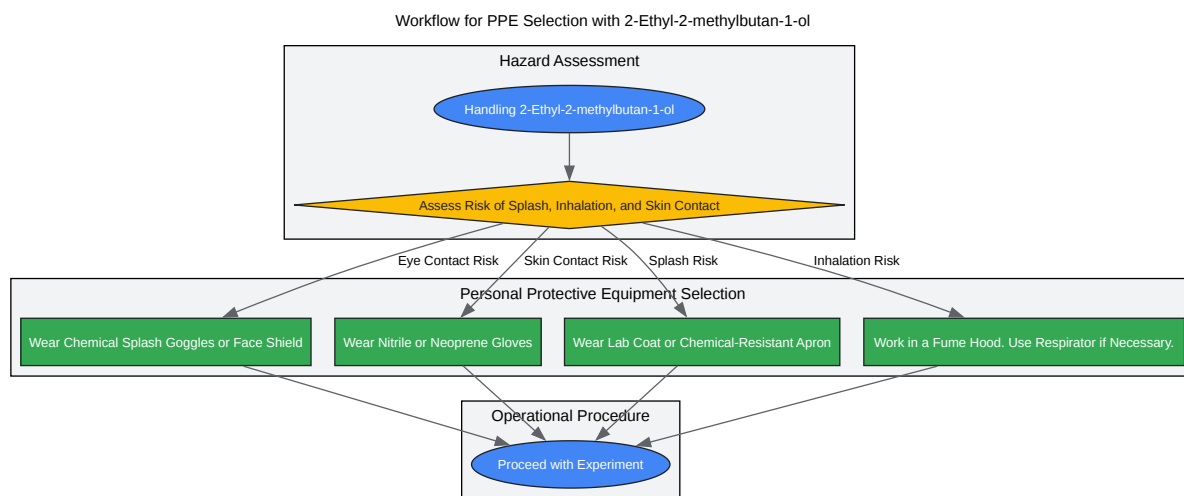 Workflow for PPE Selection with 2-Ethyl-2-methylbutan-1-ol
Hazard Assessment
Handling 2-Ethyl-2-methylbutan-1-ol
Assess Risk of Splash, Inhalation, and Skin Contact
Eye Contact Risk
Skin Contact Risk
Splash Risk
Inhalation Risk
Personal Protective Equipment Selection
Wear Chemical Splash Goggles or Face Shield
Wear Nitrile or Neoprene Gloves
Wear Lab Coat or Chemical-Resistant Apron
Work in a Fume Hood. Use Respirator if Necessary.
Operational Procedure
Proceed with Experiment